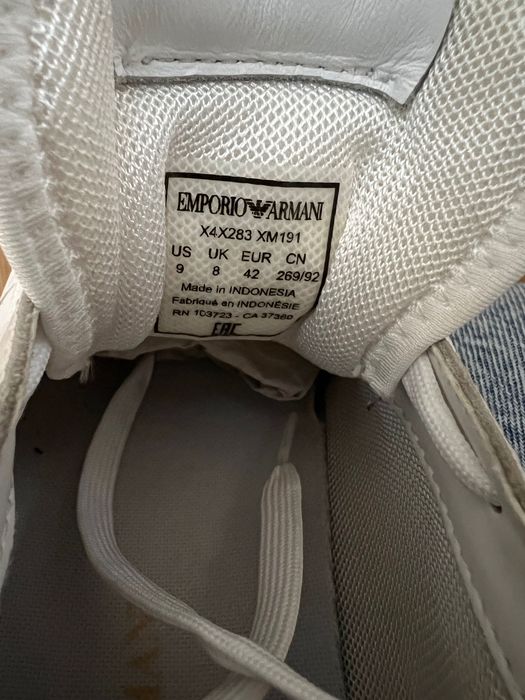 EMPORIO ARMANI
X4X283 XM191
US UK EUR CN
9 8 42 269/92
Made in INDONESIA
Fabriqué en INDONÉSIE
RN 103723 - CA 37360
EAC